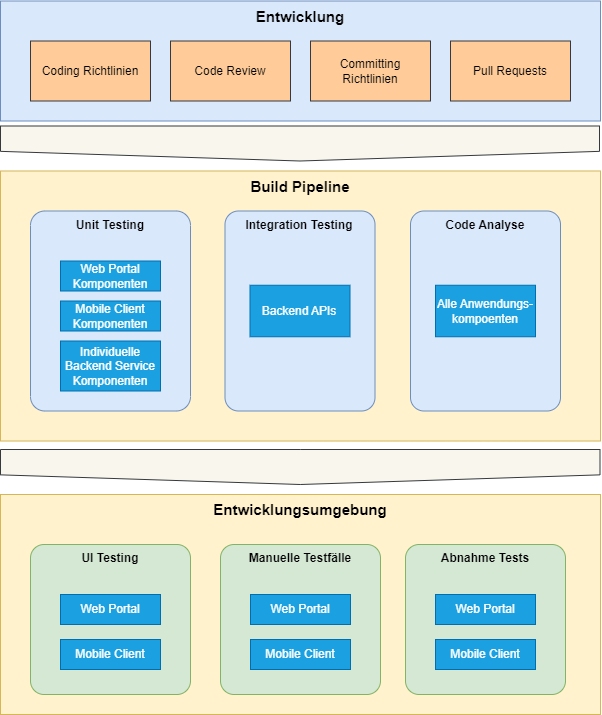 Entwicklung
Coding Richtlinien
Code Review
Committing
Richtlinien
Pull Requests
Build Pipeline
Unit Testing
Web Portal
Komponenten
Mobile Client
Komponenten
Individuelle
Backend Service
Komponenten
Integration Testing
Backend APIs
Code Analyse
Alle Anwendungs-
kompoenten
Entwicklungsumgebung
UI Testing
Web Portal
Mobile Client
Manuelle Testfälle
Web Portal
Mobile Client
Abnahme Tests
Web Portal
Mobile Client